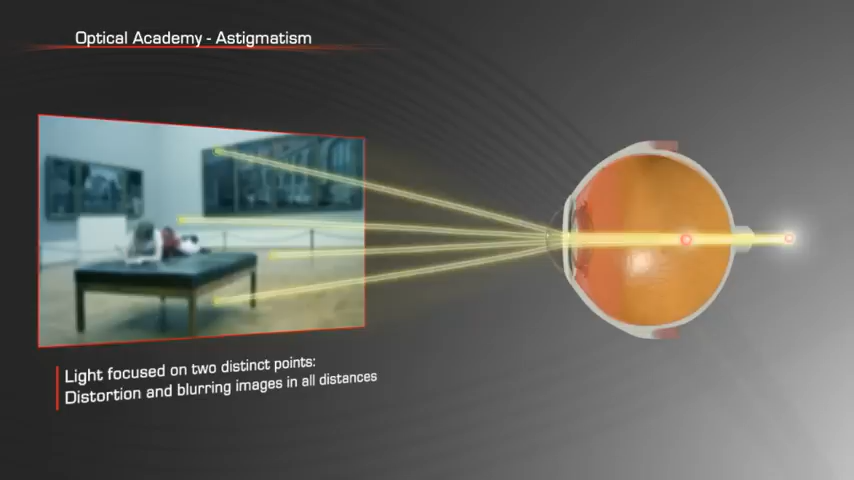 Optical Academy - Astigmatism
Light focused on two distinct points:
Distortion and blurring images in all distances